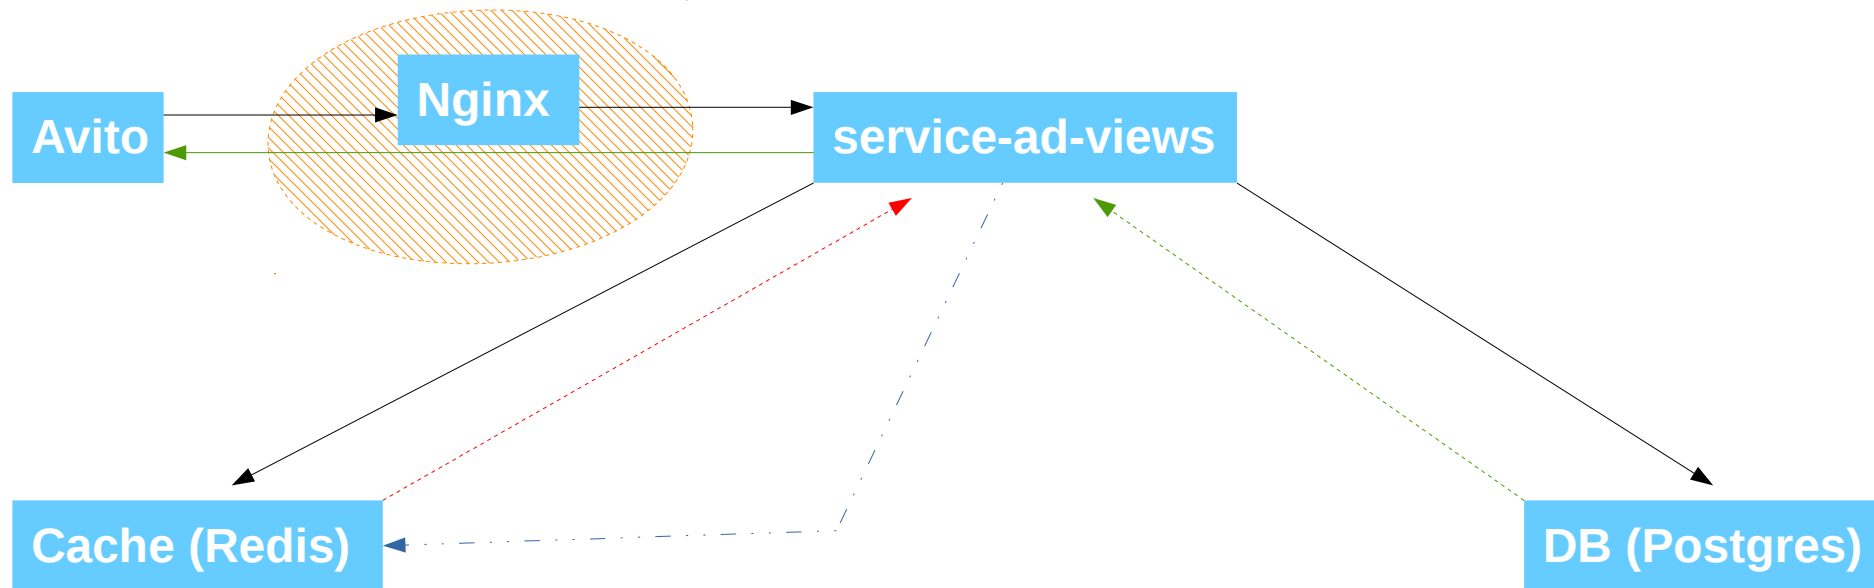 Nginx
Avito
service-ad-views
Cache (Redis)
DB (Postgres)